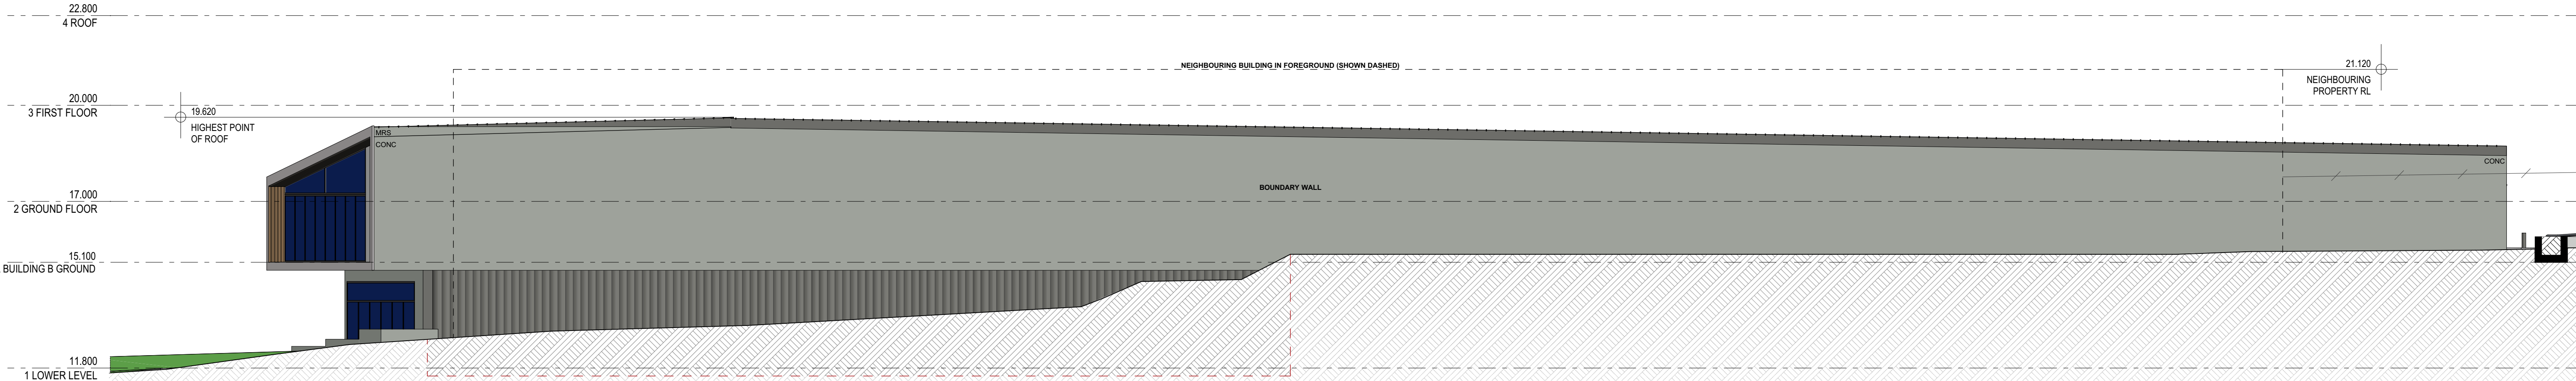 22.800
4 ROOF
NEIGHBOURING BUILDING IN FOREGROUND (SHOWN DASHED)
21.120
NEIGHBOURING
PROPERTY RL
20.000
3 FIRST FLOOR
19.620
HIGHEST POINT
OF ROOF
MRS
CONC
CONC
BOUNDARY WALL
17.000
2 GROUND FLOOR
15.100
BUILDING B GROUND
11.800
1 LOWER LEVEL